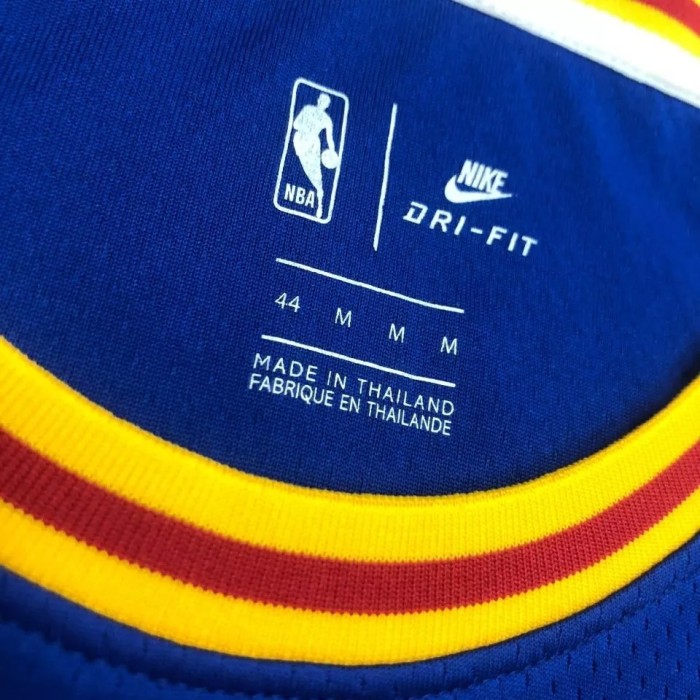 NBA
NIKE
DRI-FIT
44 M M M
MADE IN THAILAND
FABRIQUE EN THAILANDE